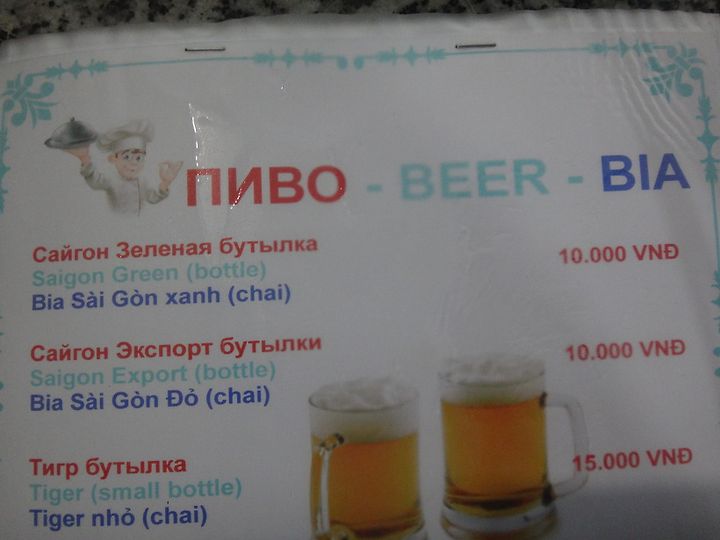 ПИВО - BEER - BIA
Сайгон Зеленая бутылка 10.000 VNĐ
Saigon Green (bottle)
Bia Sài Gòn xanh (chai)
Сайгон Экспорт бутылки 10.000 VNĐ
Saigon Export (bottle)
Bia Sài Gòn Đỏ (chai)
Тигр бутылка 15.000 VNĐ
Tiger (small bottle)
Tiger nhỏ (chai)